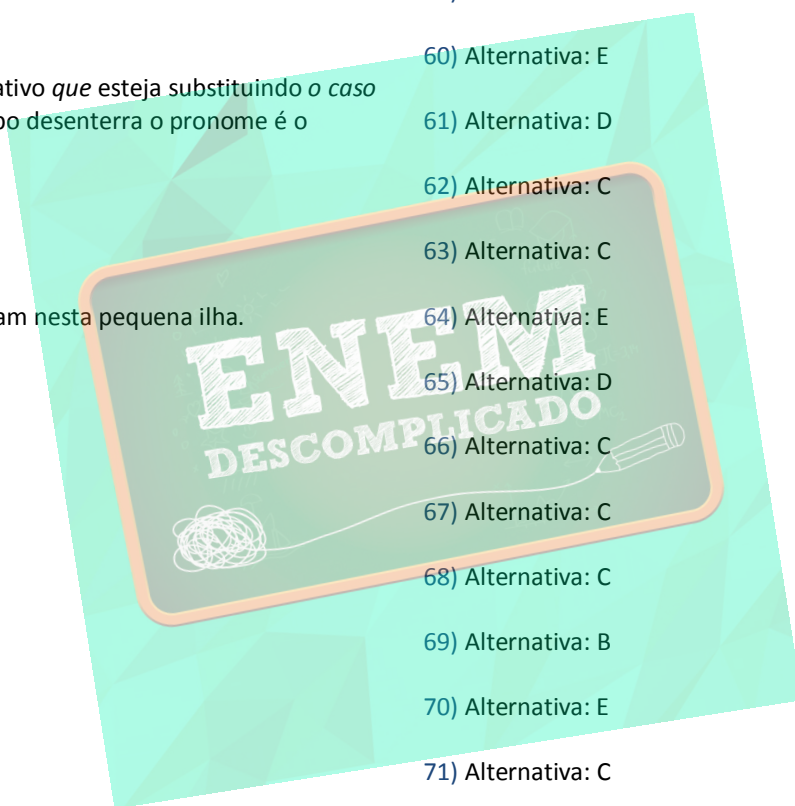 ativo que esteja substituindo o caso
po desenterra o pronome é o
am nesta pequena ilha.
60) Alternativa: E
61) Alternativa: D
62) Alternativa: C
63) Alternativa: C
64) Alternativa: E
65) Alternativa: D
66) Alternativa: C
67) Alternativa: C
68) Alternativa: C
69) Alternativa: B
70) Alternativa: E
71) Alternativa: C
ENEM
DESCOMPLICADO